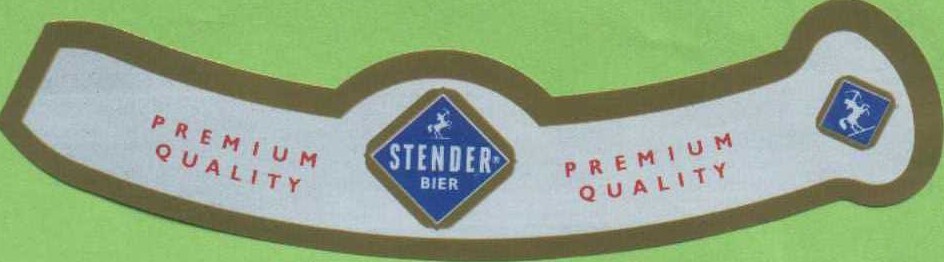 PREMIUM
QUALITY
STENDER®
BIER
PREMIUM
QUALITY